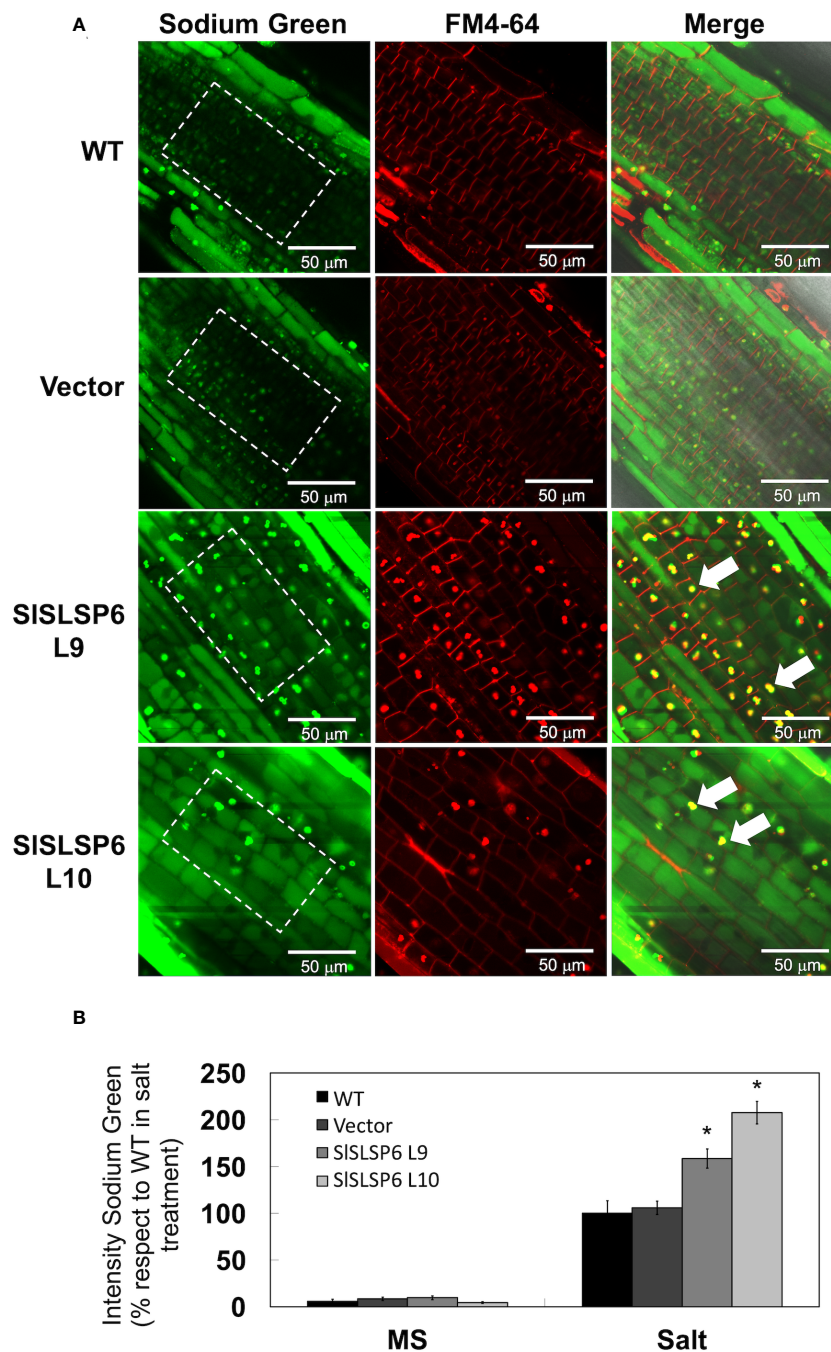 A
Sodium Green FM4-64 Merge
WT
50 µm 50 µm 50 µm
Vector
50 µm 50 µm 50 µm
SlSLSP6
L9
50 µm 50 µm 50 µm
SlSLSP6
L10
50 µm 50 µm 50 µm
B
Intensity Sodium Green
(% respect to WT in salt
treatment)
250
200
150
100
50
0
WT
Vector
SlSLSP6 L9
SlSLSP6 L10
* *
MS Salt